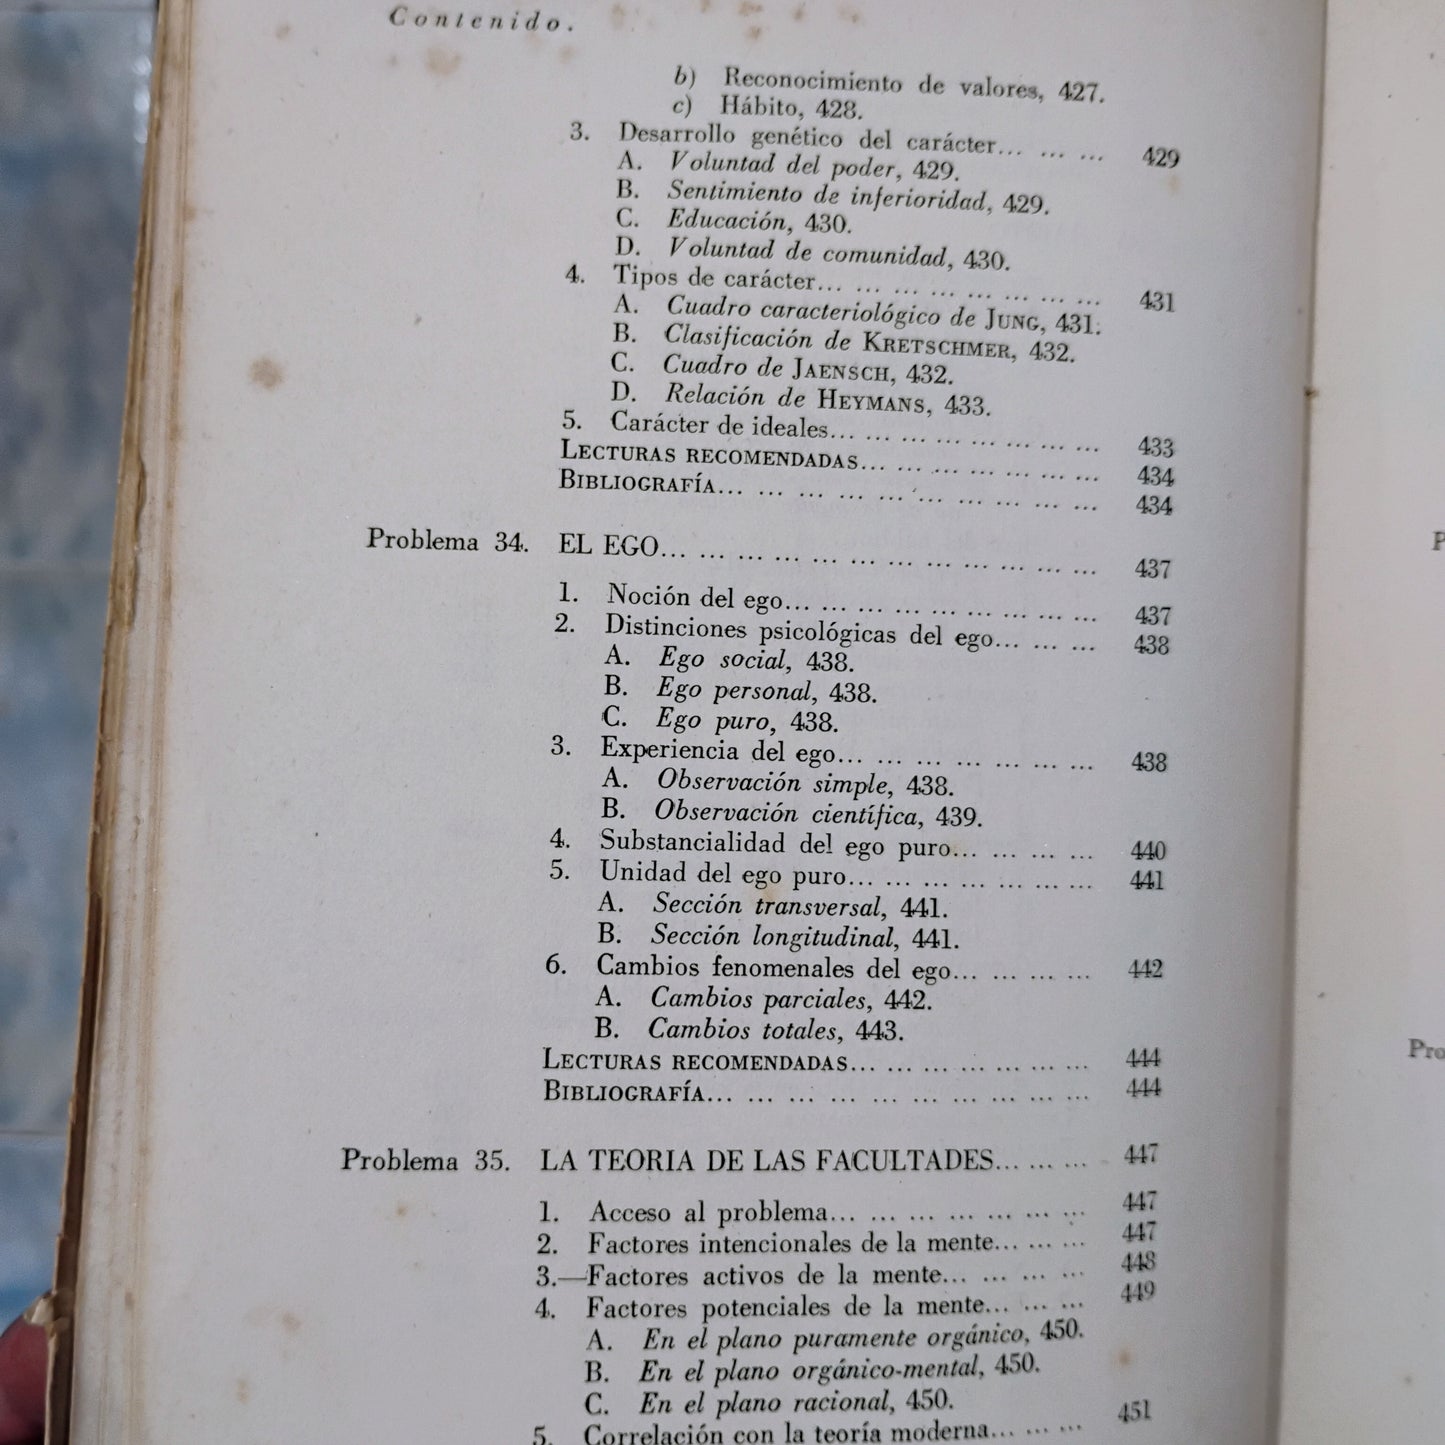 Contenido.
b) Reconocimiento de valores, 427.
c) Hábito, 428.
3. Desarrollo genético del carácter... ... ... 429
A. Voluntad del poder, 429.
B. Sentimiento de inferioridad, 429.
C. Educación, 430.
D. Voluntad de comunidad, 430.
4. Tipos de carácter... ... ... ... ... ... ... ... 431
A. Cuadro caracteriológico de JUNG, 431.
B. Clasificación de KRETSCHMER, 432.
C. Cuadro de JAENSCH, 432.
D. Relación de HEYMANS, 433.
5. Carácter de ideales... ... ... ... ... ... ... ... 433
LECTURAS RECOMENDADAS... ... ... ... ... ... ... 434
BIBLIOGRAFÍA... ... ... ... ... ... ... ... ... ... 434
Problema 34. EL EGO... ... ... ... ... ... ... ... ... ... ... ... 437
1. Noción del ego... ... ... ... ... ... ... ... ... 437
2. Distinciones psicológicas del ego... ... ... 438
A. Ego social, 438.
B. Ego personal, 438.
C. Ego puro, 438.
3. Experiencia del ego... ... ... ... ... ... ... 438
A. Observación simple, 438.
B. Observación científica, 439.
4. Substancialidad del ego puro... ... ... ... 440
5. Unidad del ego puro... ... ... ... ... ... ... 441
A. Sección transversal, 441.
B. Sección longitudinal, 441.
6. Cambios fenomenales del ego... ... ... ... 442
A. Cambios parciales, 442.
B. Cambios totales, 443.
LECTURAS RECOMENDADAS... ... ... ... ... ... ... 444
BIBLIOGRAFÍA... ... ... ... ... ... ... ... ... ... 444
Problema 35. LA TEORIA DE LAS FACULTADES... ... ... 447
1. Acceso al problema... ... ... ... ... ... ... 447
2. Factores intencionales de la mente... ... ... 447
3.—Factores activos de la mente... ... ... ... 448
4. Factores potenciales de la mente... ... ... 449
A. En el plano puramente orgánico, 450.
B. En el plano orgánico-mental, 450.
C. En el plano racional, 450.
5. Correlación con la teoría moderna... ... ... 451
P
Pro